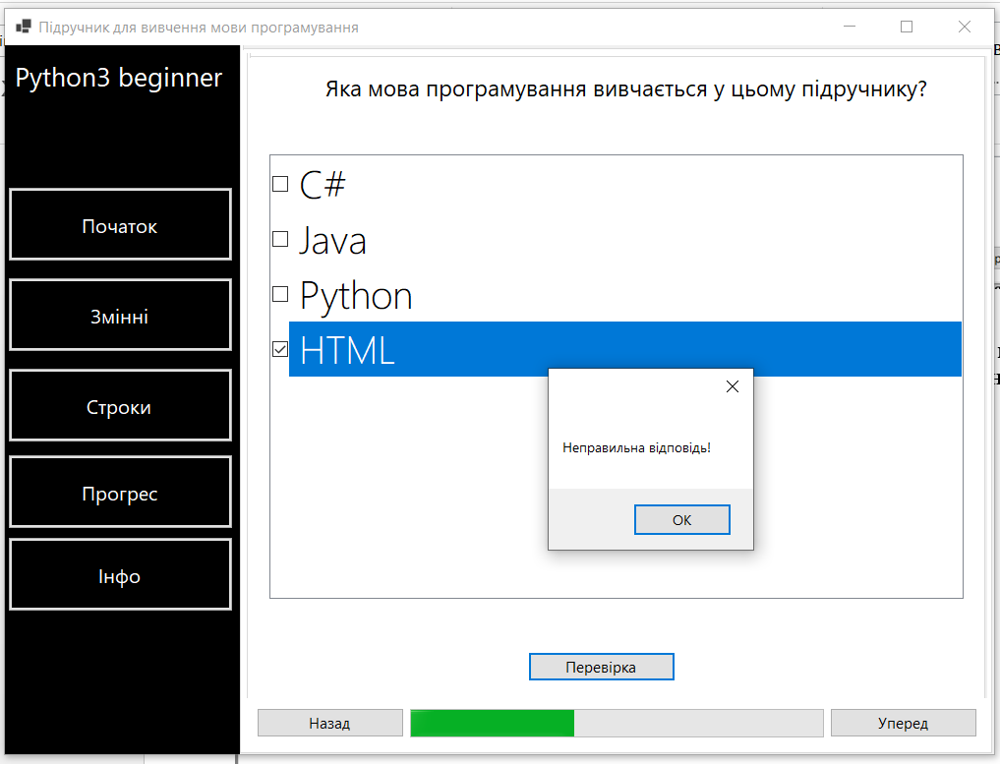 Підручник для вивчення мови програмування
Python3 beginner
Початок
Змінні
Строки
Прогрес
Інфо
Яка мова програмування вивчається у цьому підручнику?
C#
Java
Python
HTML
Неправильна відповідь!
ОК
Перевірка
Назад
Уперед